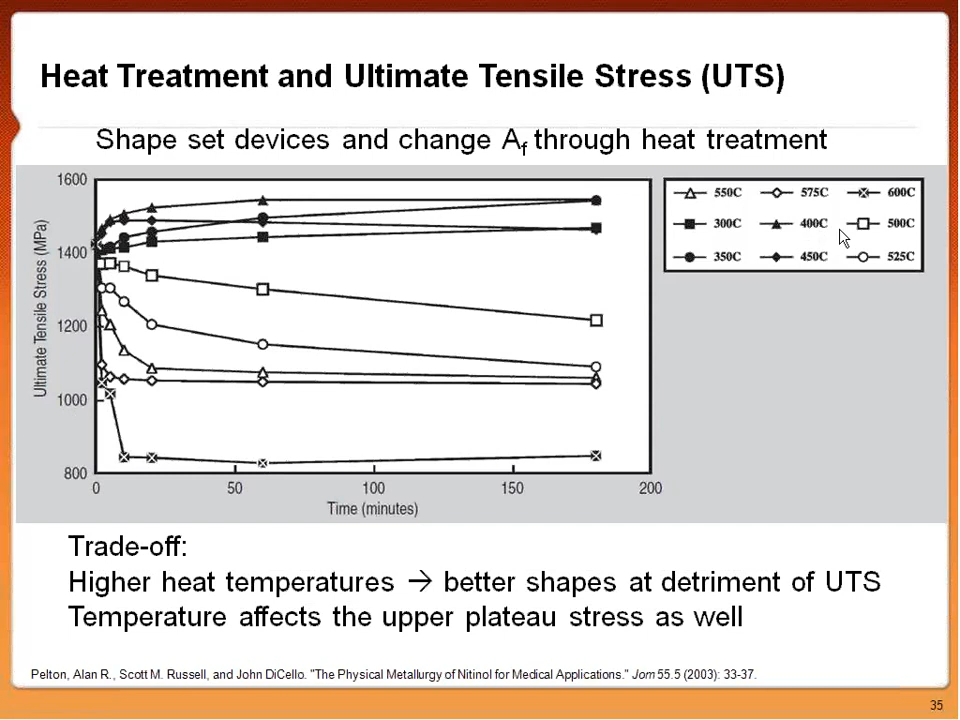 Heat Treatment and Ultimate Tensile Stress (UTS)
Shape set devices and change Af through heat treatment
1600
1400
1200
1000
800
Ultimate Tensile Stress (MPa)
0 50 100 150 200
Time (minutes)
550C 575C 600C
300C 400C 500C
350C 450C 525C
Trade-off:
Higher heat temperatures → better shapes at detriment of UTS
Temperature affects the upper plateau stress as well
Pelton, Alan R., Scott M. Russell, and John DiCello. "The Physical Metallurgy of Nitinol for Medical Applications." Jom 55.5 (2003): 33-37.
35